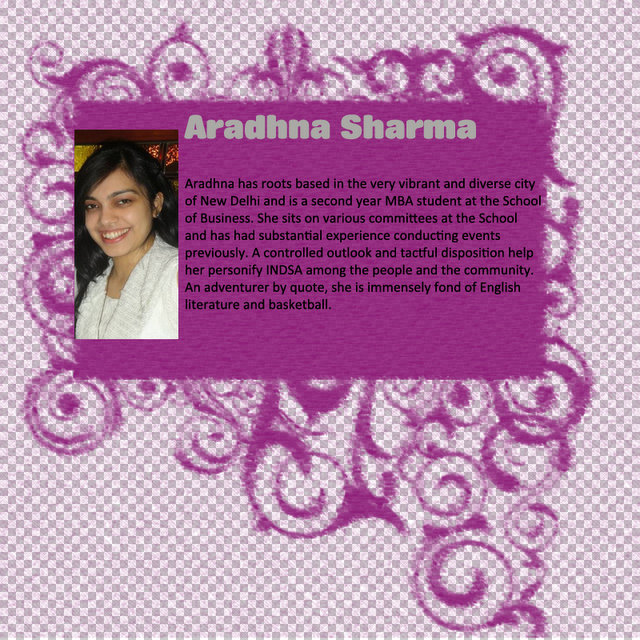 Aradhna Sharma
Aradhna has roots based in the very vibrant and diverse city
of New Delhi and is a second year MBA student at the School
of Business. She sits on various committees at the School
and has had substantial experience conducting events
previously. A controlled outlook and tactful disposition help
her personify INDSA among the people and the community.
An adventurer by quote, she is immensely fond of English
literature and basketball.